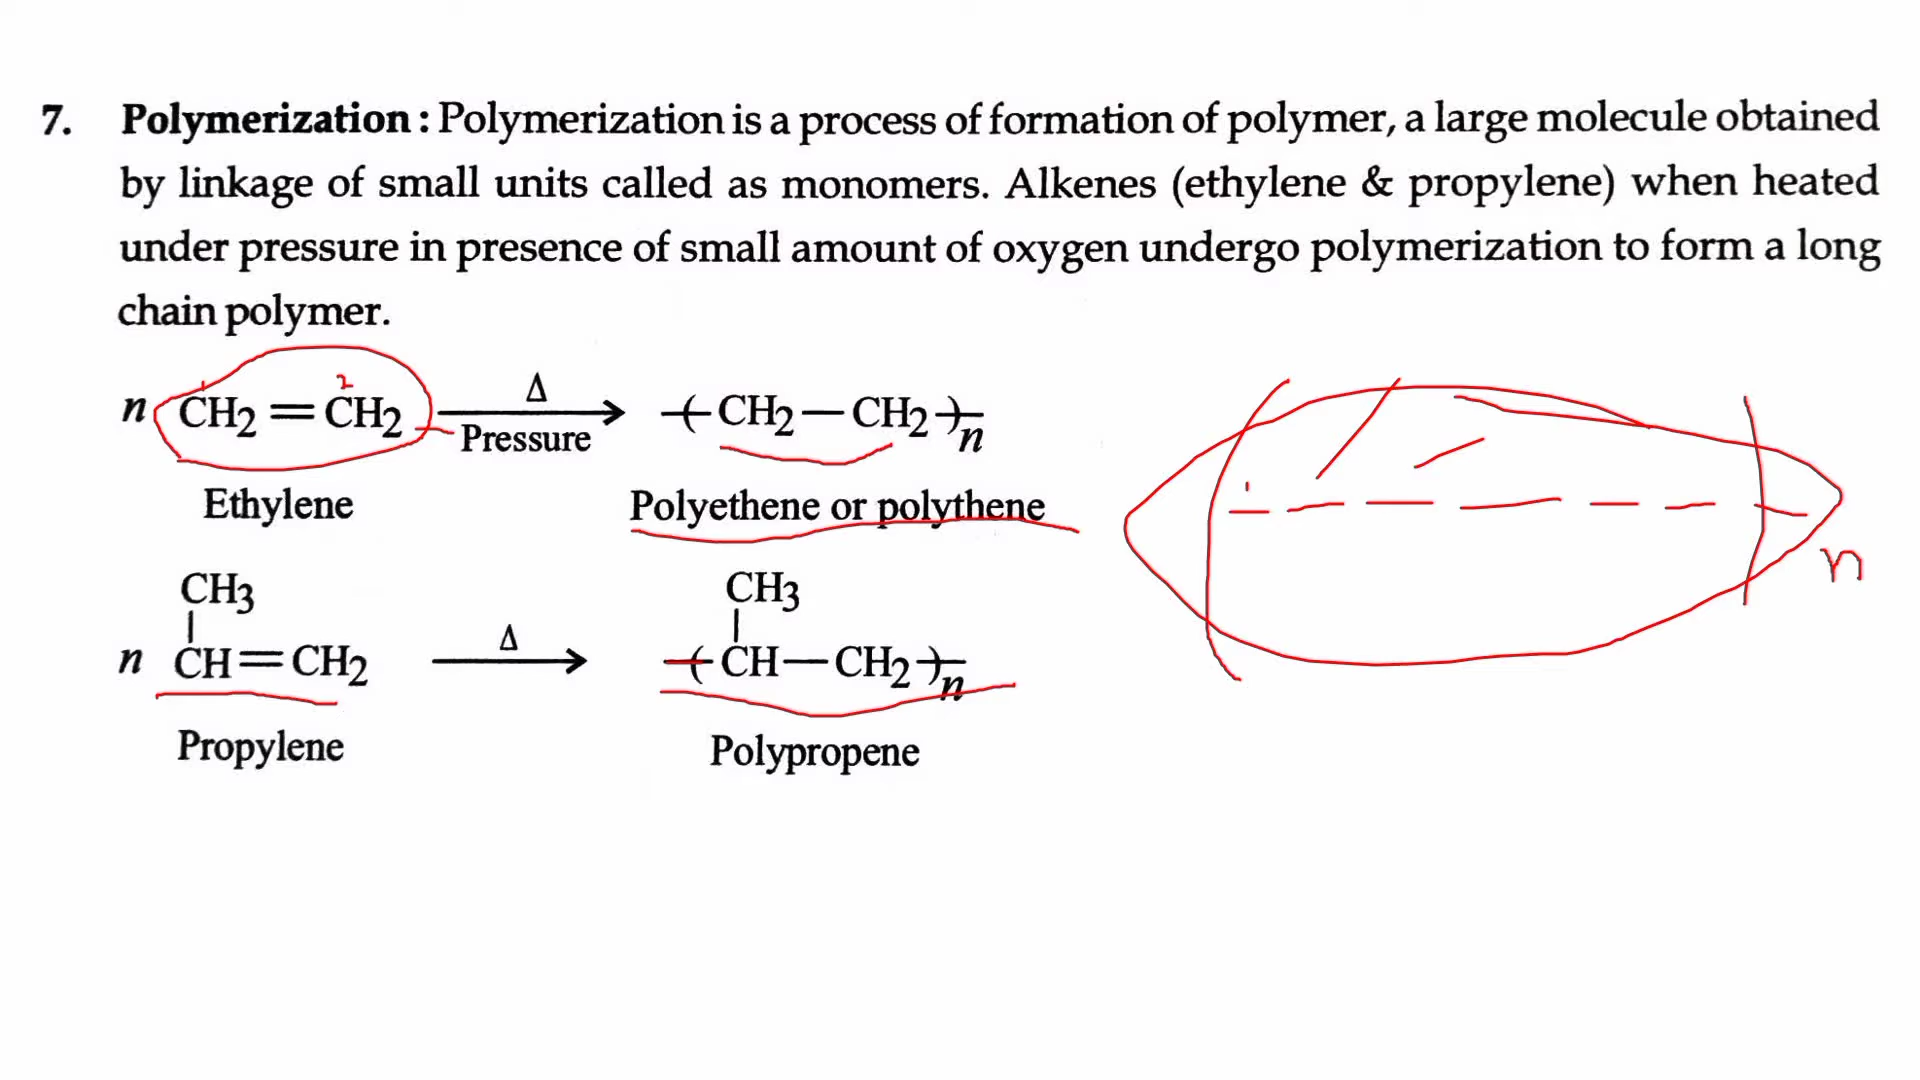 7. Polymerization : Polymerization is a process of formation of polymer, a large molecule obtained
by linkage of small units called as monomers. Alkenes (ethylene & propylene) when heated
under pressure in presence of small amount of oxygen undergo polymerization to form a long
chain polymer.
1 2
n CH2=CH2 Δ Pressure -(-CH2-CH2-)-n
Ethylene Polyethene or polythene
n
CH3 CH3
n CH=CH2 Δ -(-CH-CH2-)-n
Propylene Polypropene